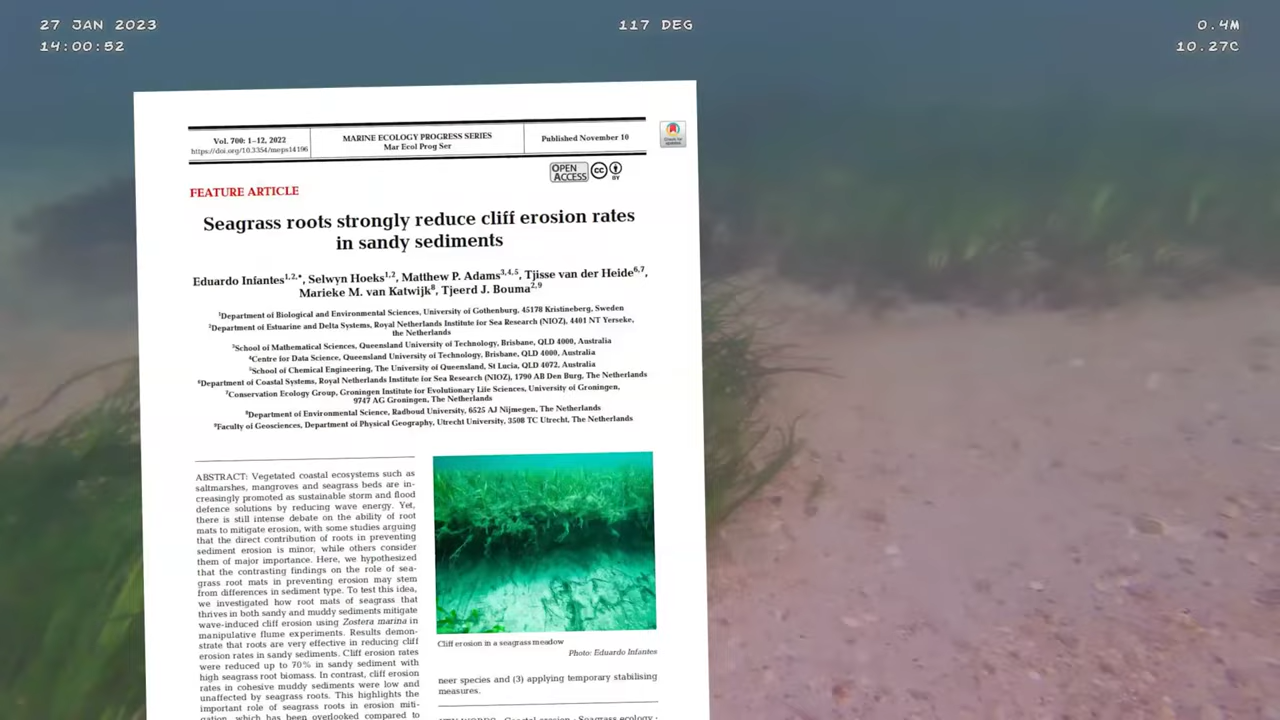 27 JAN 2023
14:00:52
117 DEG
0.4M
10.27C
Vol. 700: 1–12, 2022
https://doi.org/10.3354/meps14196
MARINE ECOLOGY PROGRESS SERIES
Mar Ecol Prog Ser
Published November 10
Check for
updates
OPEN
ACCESS
CC
BY
FEATURE ARTICLE
Seagrass roots strongly reduce cliff erosion rates
in sandy sediments
Eduardo Infantes1,2,*, Selwyn Hoeks1,2, Matthew P. Adams3,4,5, Tjisse van der Heide6,7,
Marieke M. van Katwijk8, Tjeerd J. Bouma2,9
1Department of Biological and Environmental Sciences, University of Gothenburg, 45178 Kristineberg, Sweden
2Department of Estuarine and Delta Systems, Royal Netherlands Institute for Sea Research (NIOZ), 4401 NT Yerseke,
the Netherlands
3School of Mathematical Sciences, Queensland University of Technology, Brisbane, QLD 4000, Australia
4Centre for Data Science, Queensland University of Technology, Brisbane, QLD 4000, Australia
5School of Chemical Engineering, The University of Queensland, St Lucia, QLD 4072, Australia
6Department of Coastal Systems, Royal Netherlands Institute for Sea Research (NIOZ), 1790 AB Den Burg, The Netherlands
7Conservation Ecology Group, Groningen Institute for Evolutionary Life Sciences, University of Groningen,
9747 AG Groningen, The Netherlands
8Department of Environmental Science, Radboud University, 6525 AJ Nijmegen, The Netherlands
9Faculty of Geosciences, Department of Physical Geography, Utrecht University, 3508 TC Utrecht, The Netherlands
ABSTRACT: Vegetated coastal ecosystems such as
saltmarshes, mangroves and seagrass beds are in-
creasingly promoted as sustainable storm and flood
defence solutions by reducing wave energy. Yet,
there is still intense debate on the ability of root
mats to mitigate erosion, with some studies arguing
that the direct contribution of roots in preventing
sediment erosion is minor, while others consider
them of major importance. Here, we hypothesized
that the contrasting findings on the role of sea-
grass root mats in preventing erosion may stem
from differences in sediment type. To test this idea,
we investigated how root mats of seagrass that
thrives in both sandy and muddy sediments mitigate
wave-induced cliff erosion using Zostera marina in
manipulative flume experiments. Results demon-
strate that roots are very effective in reducing cliff
erosion rates in sandy sediments. Cliff erosion rates
were reduced up to 70% in sandy sediment with
high seagrass root biomass. In contrast, cliff erosion
rates in cohesive muddy sediments were low and
unaffected by seagrass roots. This highlights the
important role of seagrass roots in erosion miti-
gation, which has been overlooked compared to
Cliff erosion in a seagrass meadow
Photo: Eduardo Infantes
neer species and (3) applying temporary stabilising
measures.
KEY WORDS: Coastal erosion · Seagrass ecology ·